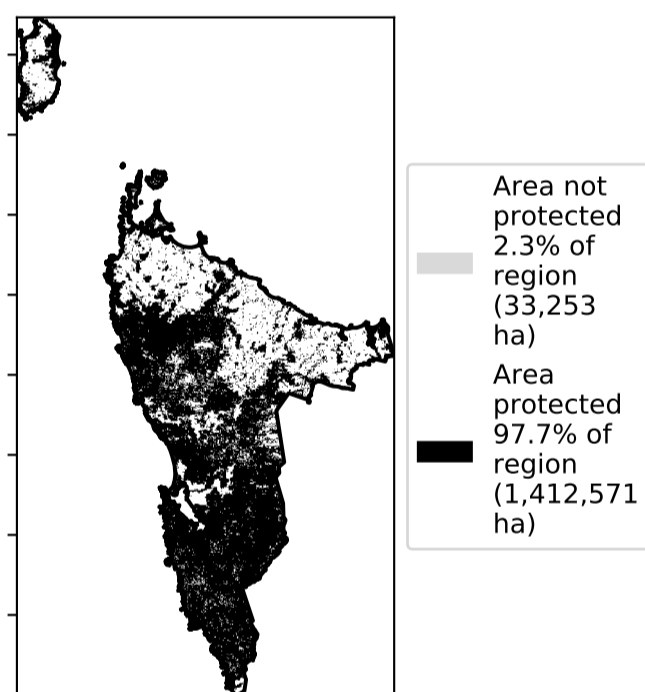 Area not
protected
2.3% of
region
(33,253
ha)
Area
protected
97.7% of
region
(1,412,571
ha)